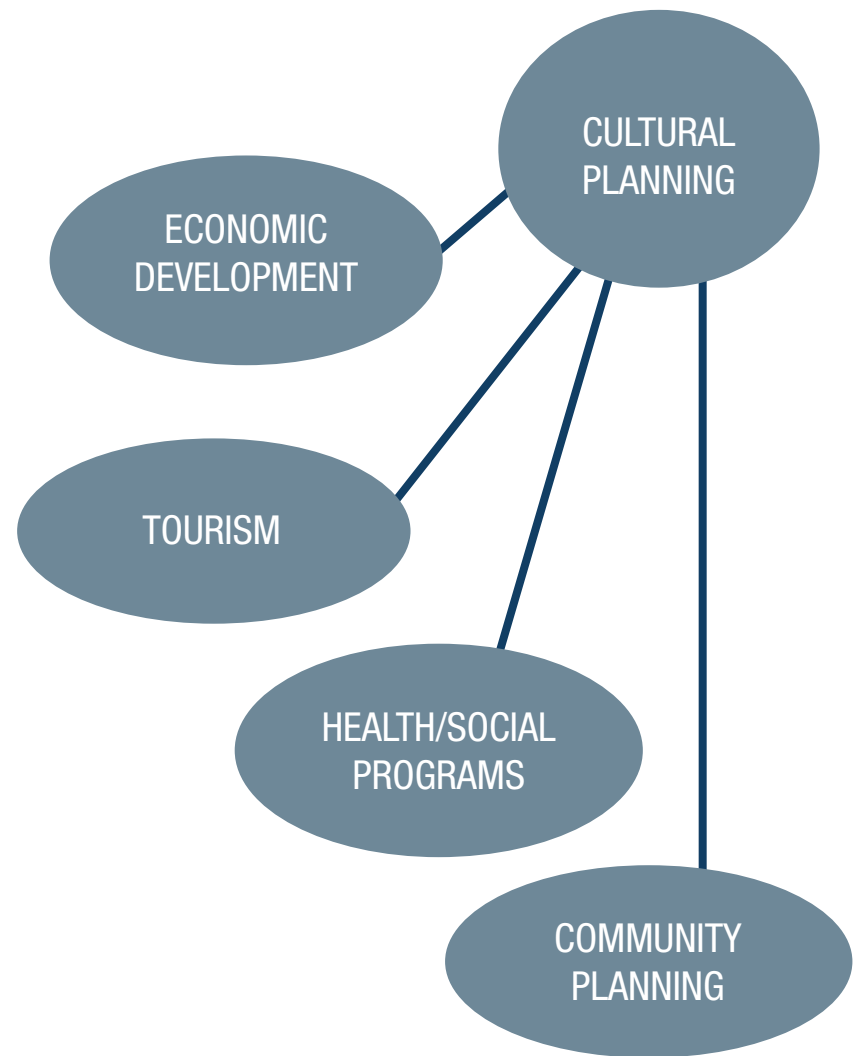 CULTURAL
PLANNING
ECONOMIC
DEVELOPMENT
TOURISM
HEALTH/SOCIAL
PROGRAMS
COMMUNITY
PLANNING